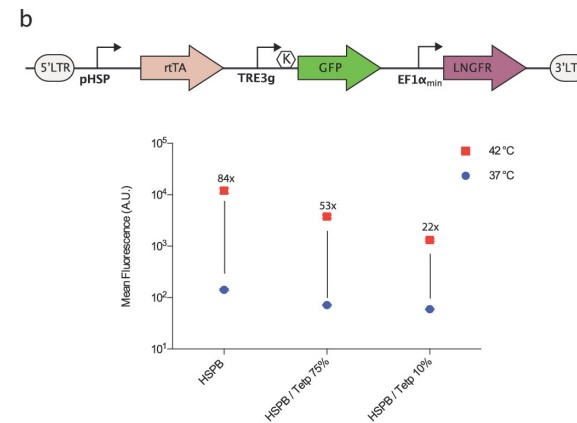 b
5'LTR pHSP rtTA TRE3g K GFP EF1αmin LNGFR 3'LT
Mean Fluorescence (A.U.)
10⁵
10⁴
10³
10²
10¹
84x
53x
22x
42 °C
37 °C
HSPB
HSPB / Tetp 75%
HSPB / Tetp 10%